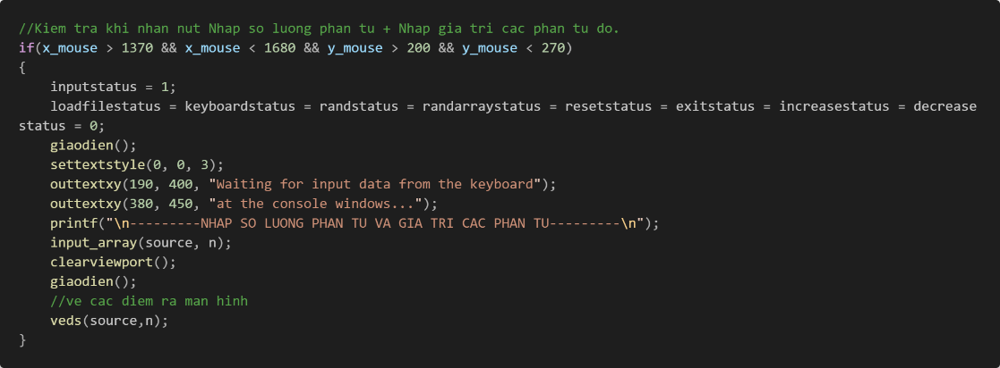 //Kiem tra khi nhan nut Nhap so luong phan tu + Nhap gia tri cac phan tu do.
if(x_mouse > 1370 && x_mouse < 1680 && y_mouse > 200 && y_mouse < 270)
{
    inputstatus = 1;
    loadfilestatus = keyboardstatus = randstatus = randarraystatus = resetstatus = exitstatus = increasestatus = decrease
status = 0;
    giaodien();
    settextstyle(0, 0, 3);
    outtextxy(190, 400, "Waiting for input data from the keyboard");
    outtextxy(380, 450, "at the console windows...");
    printf("\n---------NHAP SO LUONG PHAN TU VA GIA TRI CAC PHAN TU---------\n");
    input_array(source, n);
    clearviewport();
    giaodien();
    //ve cac diem ra man hinh
    veds(source,n);
}